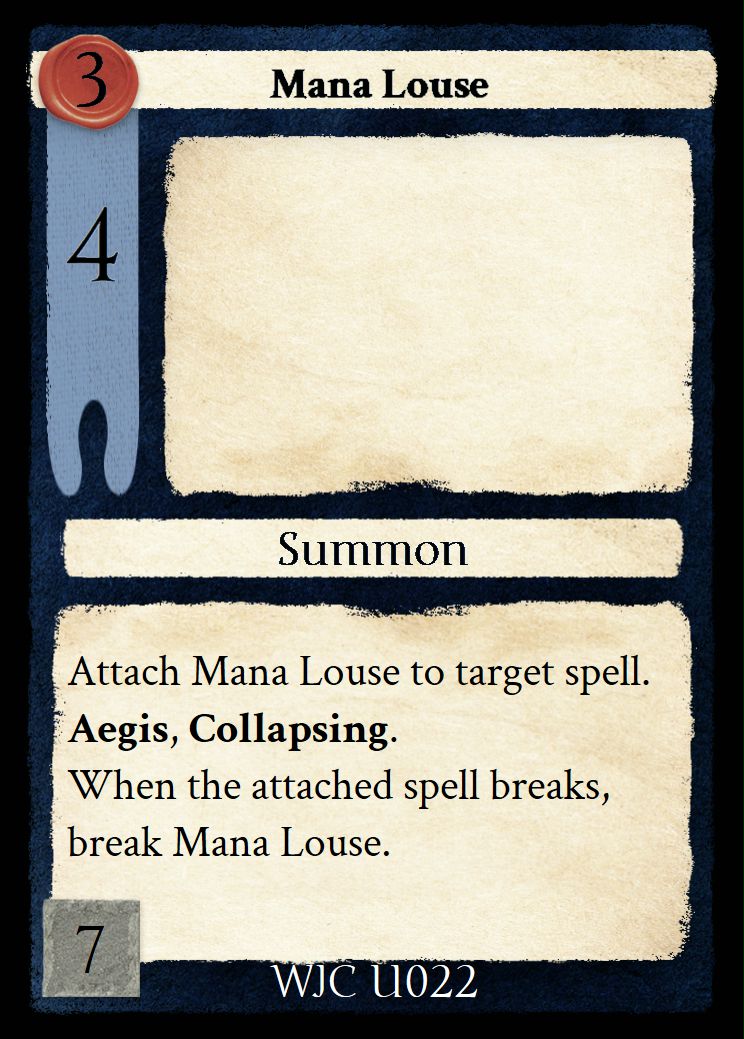 3
Mana Louse
4
Summon
Attach Mana Louse to target spell.
Aegis, Collapsing.
When the attached spell breaks,
break Mana Louse.
7
WJC U022